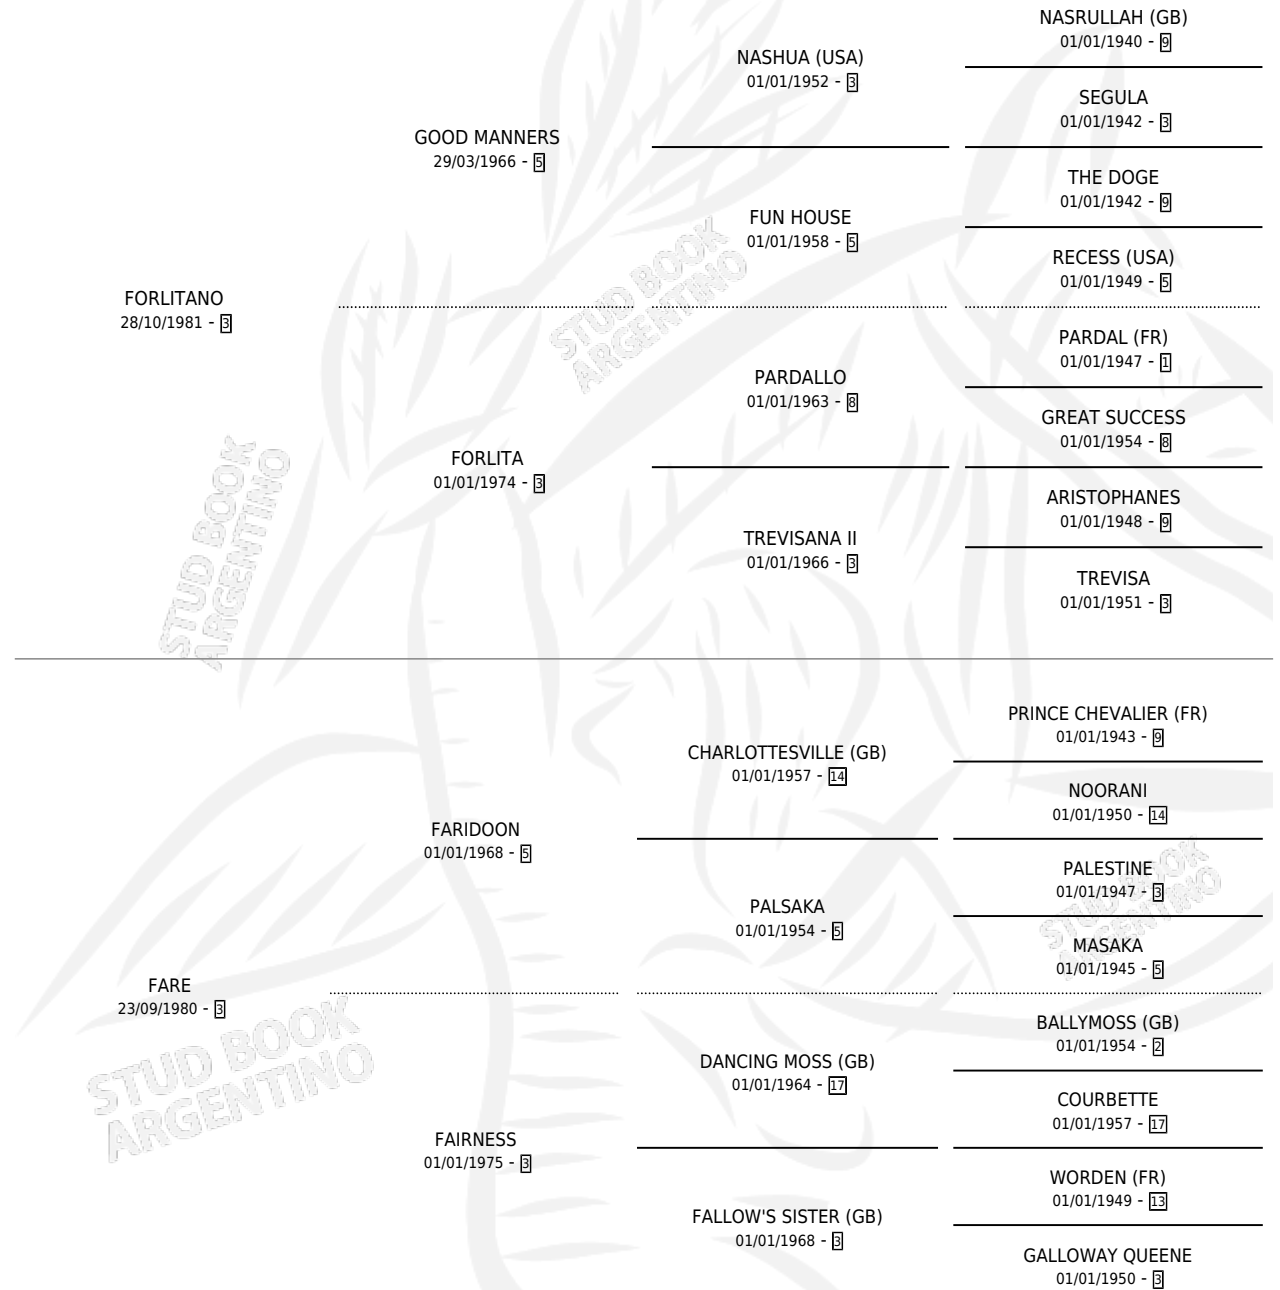 NASRULLAH (GB)
01/01/1940 - 9
NASHUA (USA)
01/01/1952 - 3
SEGULA
01/01/1942 - 3
GOOD MANNERS
29/03/1966 - 5
THE DOGE
01/01/1942 - 9
FUN HOUSE
01/01/1958 - 5
RECESS (USA)
01/01/1949 - 5
FORLITANO
28/10/1981 - 3
PARDAL (FR)
01/01/1947 - 1
PARDALLO
01/01/1963 - 8
GREAT SUCCESS
01/01/1954 - 8
FORLITA
01/01/1974 - 3
ARISTOPHANES
01/01/1948 - 9
TREVISANA II
01/01/1966 - 3
TREVISA
01/01/1951 - 3
PRINCE CHEVALIER (FR)
01/01/1943 - 9
CHARLOTTESVILLE (GB)
01/01/1957 - 14
NOORANI
01/01/1950 - 14
FARIDOON
01/01/1968 - 5
PALESTINE
01/01/1947 - 3
PALSAKA
01/01/1954 - 5
MASAKA
01/01/1945 - 5
FARE
23/09/1980 - 3
BALLYMOSS (GB)
01/01/1954 - 2
DANCING MOSS (GB)
01/01/1964 - 17
COURBETTE
01/01/1957 - 17
FAIRNESS
01/01/1975 - 3
WORDEN (FR)
01/01/1949 - 13
FALLOW'S SISTER (GB)
01/01/1968 - 3
GALLOWAY QUEENE
01/01/1950 - 3
STUD BOOK
ARGENTINO
STUD BOOK
ARGENTINO
STUD BOOK
ARGENTINO
STUD BOOK
ARGENTINO